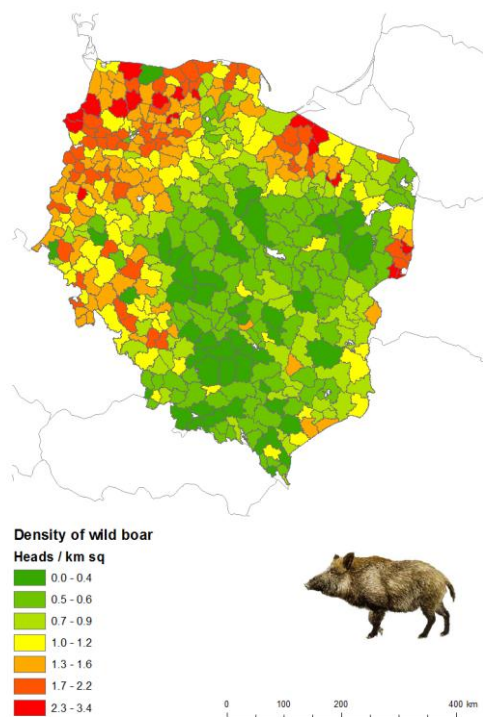 Density of wild boar
Heads / km sq
0.0 - 0.4
0.5 - 0.6
0.7 - 0.9
1.0 - 1.2
1.3 - 1.6
1.7 - 2.2
2.3 - 3.4
0 100 200 400 km